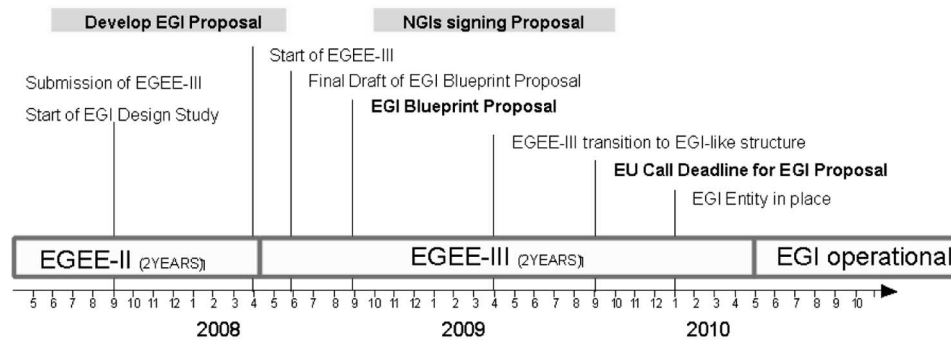 Develop EGI Proposal
NGIs signing Proposal
Start of EGEE-III
Submission of EGEE-III
Final Draft of EGI Blueprint Proposal
Start of EGI Design Study
EGI Blueprint Proposal
EGEE-III transition to EGI-like structure
EU Call Deadline for EGI Proposal
EGI Entity in place
EGEE-II (2YEARS)
EGEE-III (2YEARS)
EGI operational
5 6 7 8 9 10 11 12 1 2 3 4 5 6 7 8 9 10 11 12 1 2 3 4 5 6 7 8 9 10 11 12 1 2 3 4 5 6 7 8 9 10
2008 2009 2010